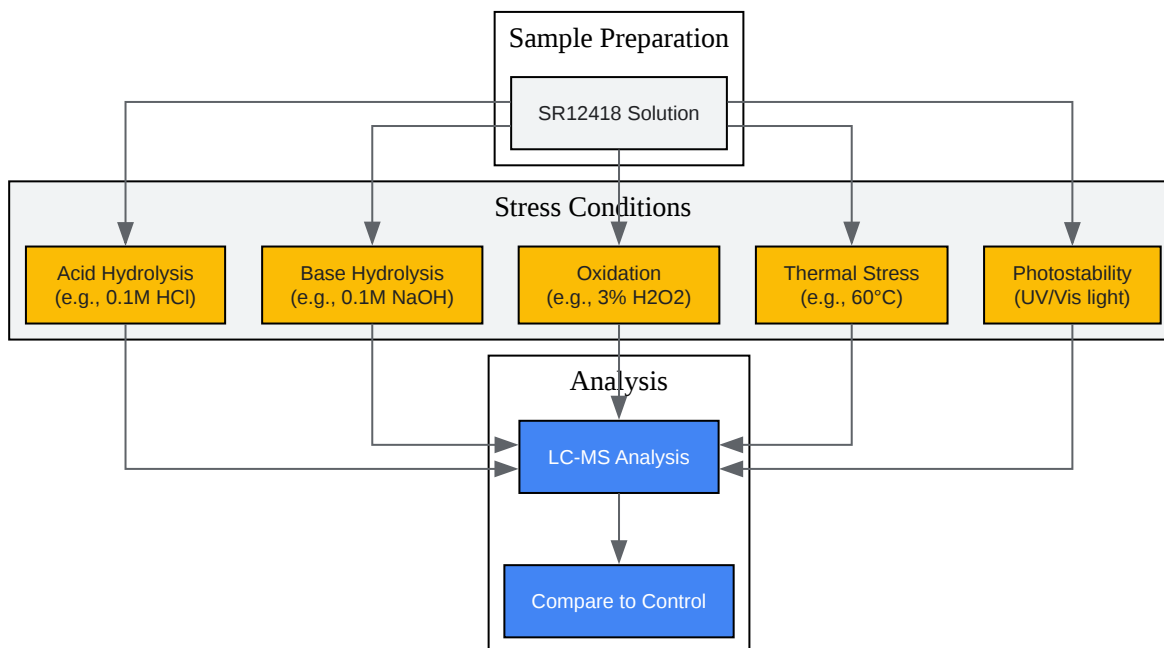 Sample Preparation
SR12418 Solution
Stress Conditions
Acid Hydrolysis
(e.g., 0.1M HCl)
Base Hydrolysis
(e.g., 0.1M NaOH)
Oxidation
(e.g., 3% H2O2)
Thermal Stress
(e.g., 60°C)
Photostability
(UV/Vis light)
Analysis
LC-MS Analysis
Compare to Control